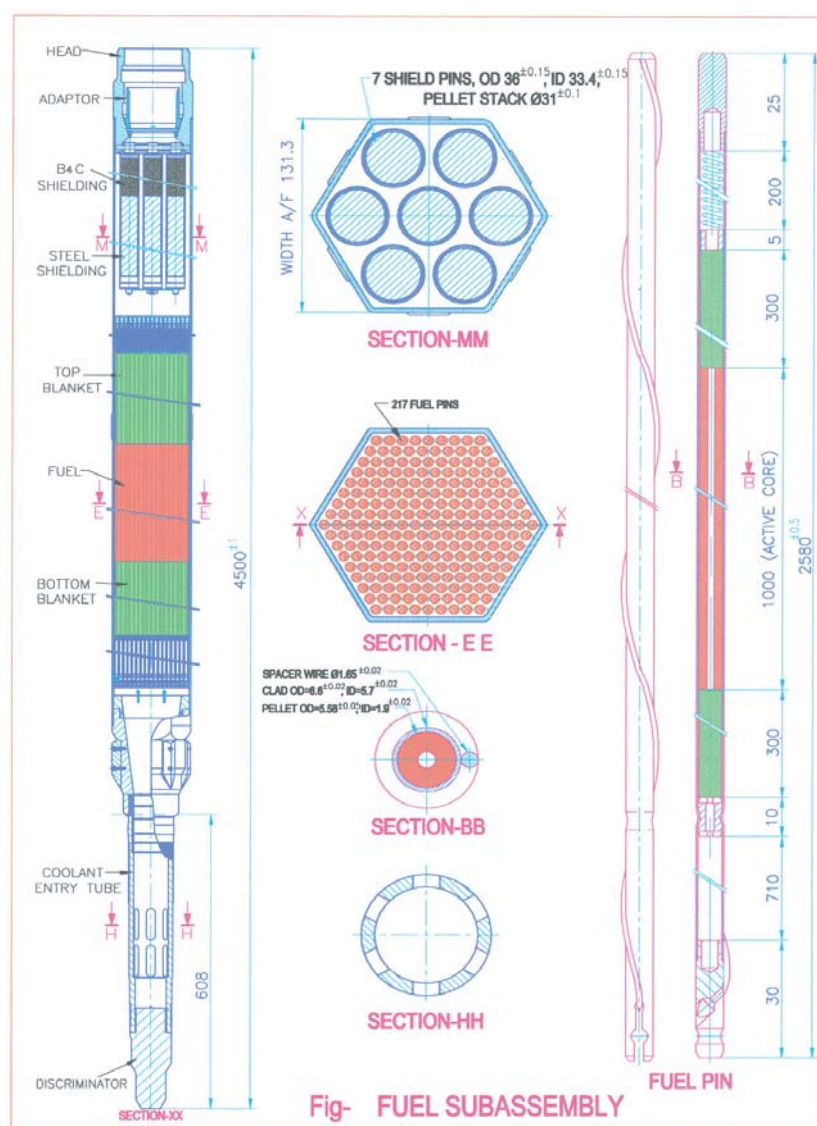 HEAD
ADAPTOR
B4C
SHIELDING
M
M
STEEL
SHIELDING
TOP
BLANKET
FUEL
E
E
BOTTOM
BLANKET
4500±1
COOLANT
ENTRY TUBE
H
H
608
DISCRIMINATOR
SECTION-XX
7 SHIELD PINS, OD 36±0.15, ID 33.4,±0.15
PELLET STACK Ø31±0.1
WIDTH A/F 131.3
SECTION-MM
217 FUEL PINS
X
X
SECTION - E E
SPACER WIRE Ø1.65±0.02
CLAD OD=6.6±0.02, ID=5.7±0.02
PELLET OD=5.58±0.05, ID=1.9±0.02
SECTION-BB
SECTION-HH
25
200
5
300
B
B
1000 (ACTIVE CORE)
2580±0.5
300
10
710
30
FUEL PIN
Fig- FUEL SUBASSEMBLY